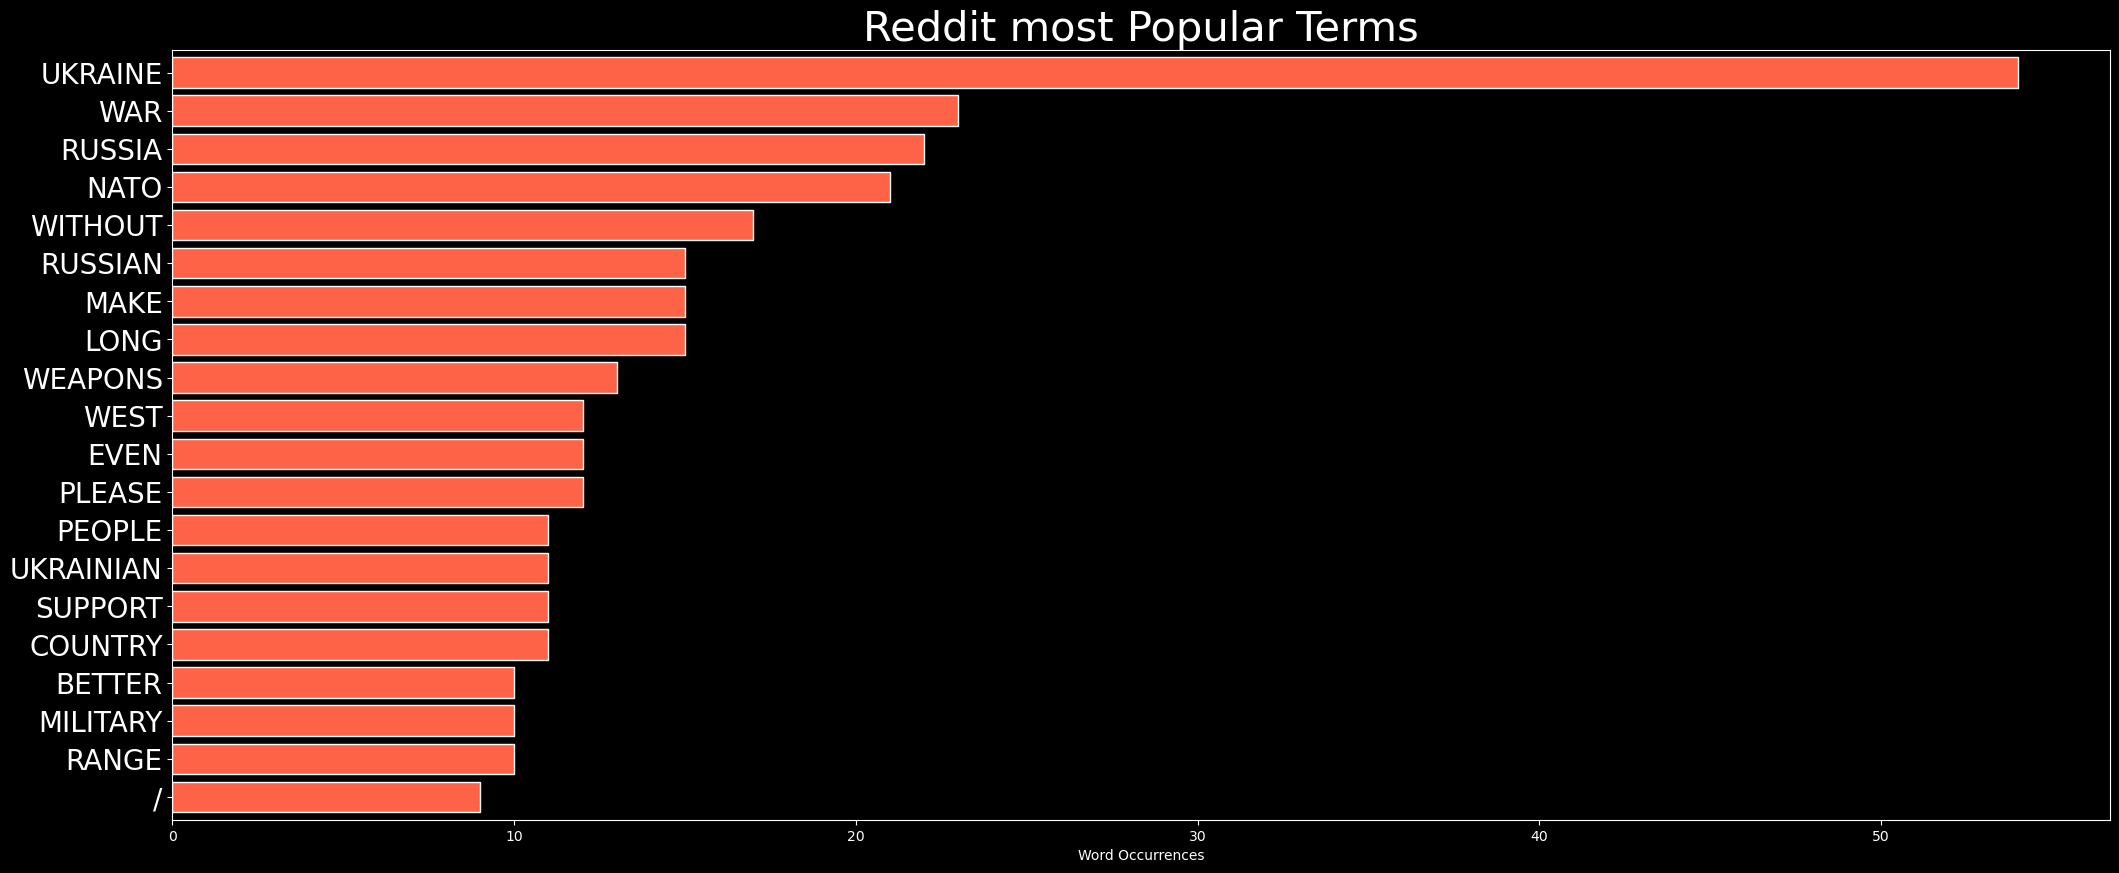 Reddit most Popular Terms
UKRAINE
WAR
RUSSIA
NATO
WITHOUT
RUSSIAN
MAKE
LONG
WEAPONS
WEST
EVEN
PLEASE
PEOPLE
UKRAINIAN
SUPPORT
COUNTRY
BETTER
MILITARY
RANGE
/
0 10 20 30 40 50
Word Occurrences